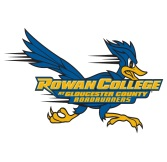 ROWAN COLLEGE
AT GLOUCESTER COUNTY
ROADRUNNERS